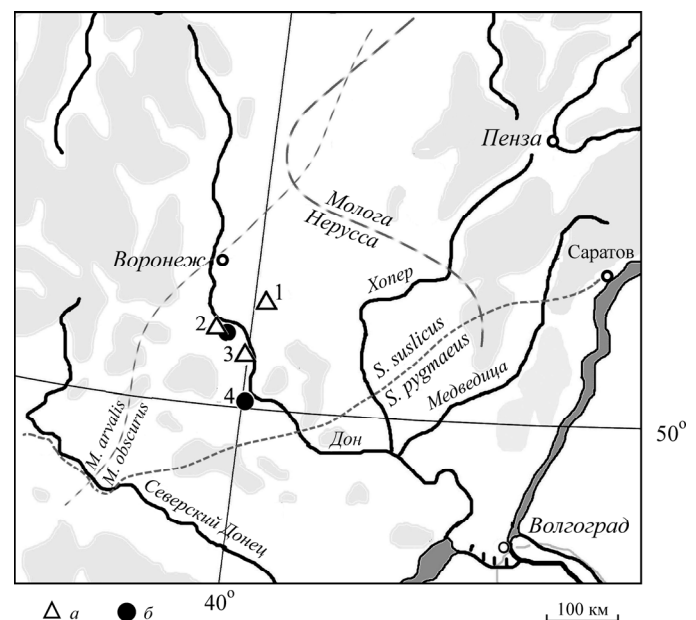 Пенза
Молога
Нерусса
Воронеж
Саратов
Хопер
1
2
3
S. suslicus
S. pygmaeus
Медведица
4
M. arvalis
M. obscurus
Дон
50°
Северский Донец
Волгоград
а б 40° 100 км